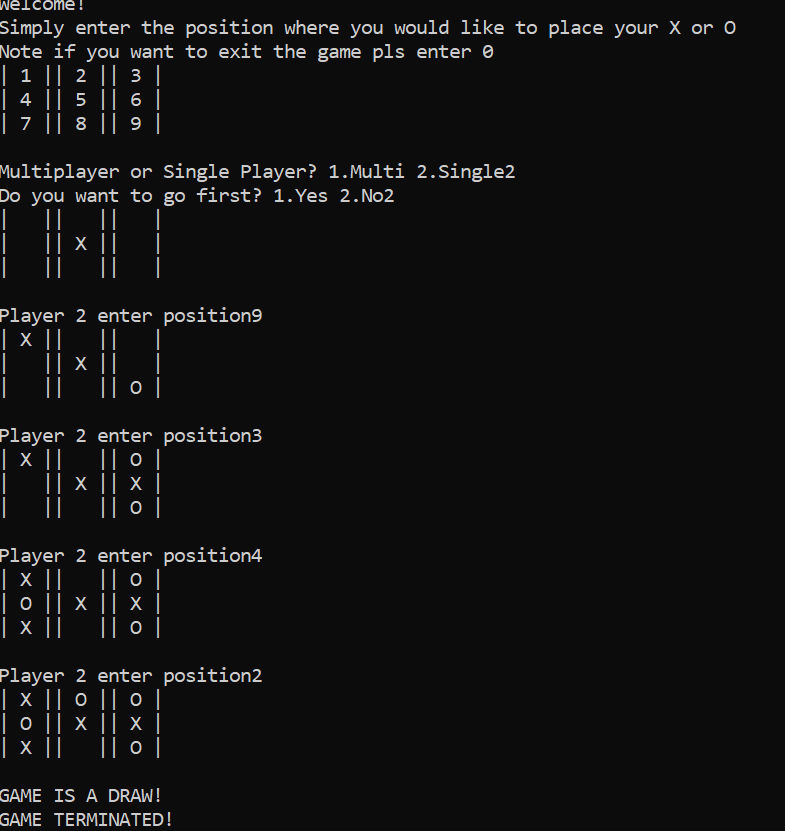 Welcome!
Simply enter the position where you would like to place your X or O
Note if you want to exit the game pls enter 0
| 1 || 2 || 3 |
| 4 || 5 || 6 |
| 7 || 8 || 9 |
Multiplayer or Single Player? 1.Multi 2.Single2
Do you want to go first? 1.Yes 2.No2
|   ||   ||   |
|   || X ||   |
|   ||   ||   |
Player 2 enter position9
| X ||   ||   |
|   || X ||   |
|   ||   || O |
Player 2 enter position3
| X ||   || O |
|   || X || X |
|   ||   || O |
Player 2 enter position4
| X ||   || O |
| O || X || X |
| X ||   || O |
Player 2 enter position2
| X || O || O |
| O || X || X |
| X ||   || O |
GAME IS A DRAW!
GAME TERMINATED!